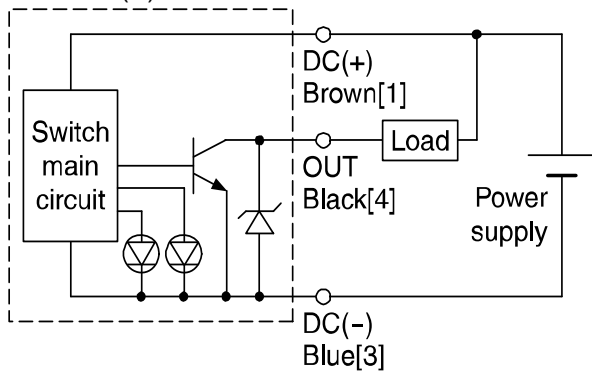 DC(+)
Brown[1]
Switch
main
circuit
Load
OUT
Black[4]
Power
supply
DC(−)
Blue[3]